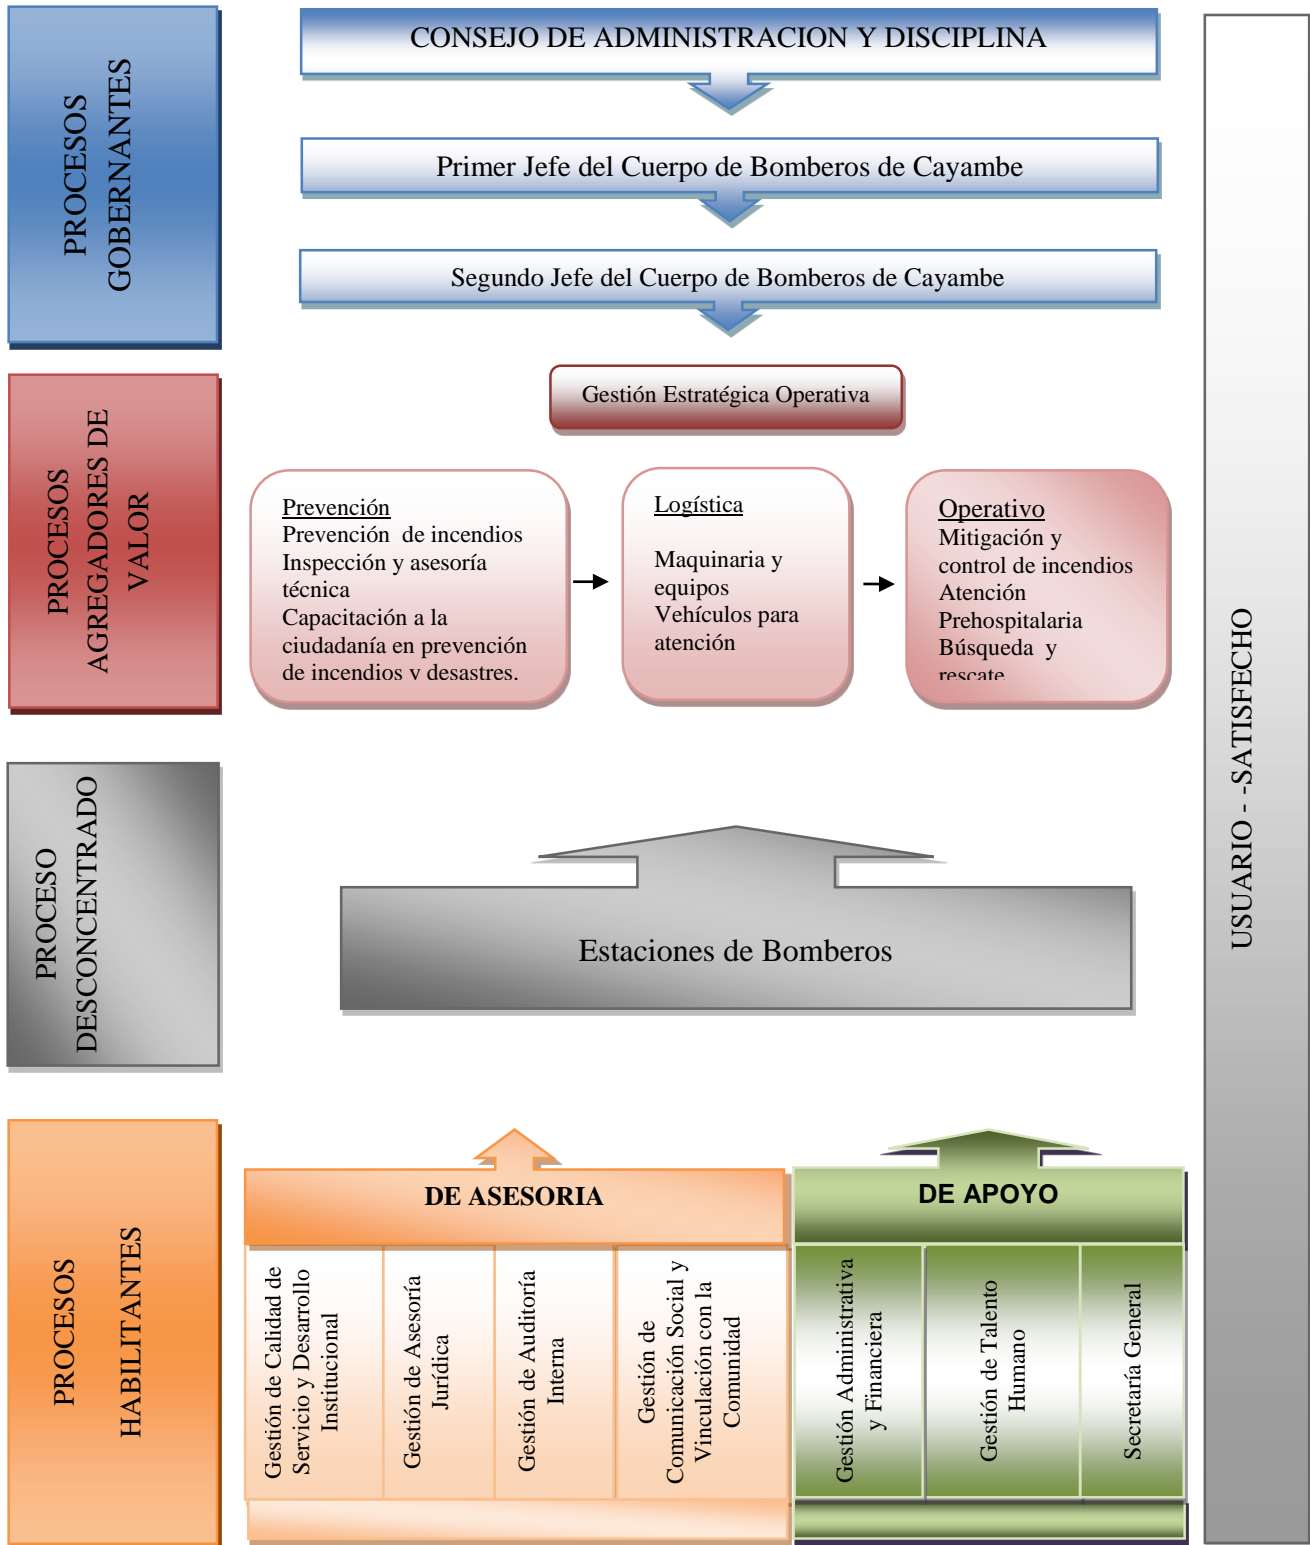 PROCESOS
GOBERNANTES
CONSEJO DE ADMINISTRACION Y DISCIPLINA
Primer Jefe del Cuerpo de Bomberos de Cayambe
Segundo Jefe del Cuerpo de Bomberos de Cayambe
PROCESOS
AGREGADORES DE
VALOR
Gestión Estratégica Operativa
Prevención
Prevención de incendios
Inspección y asesoría
técnica
Capacitación a la
ciudadanía en prevención
de incendios y desastres.
Logística
Maquinaria y
equipos
Vehículos para
atención
Operativo
Mitigación y
control de incendios
Atención
Prehospitalaria
Búsqueda y
rescate
PROCESO
DESCONCENTRADO
Estaciones de Bomberos
PROCESOS
HABILITANTES
DE ASESORIA
Gestión de Calidad de
Servicio y Desarrollo
Institucional
Gestión de Asesoría
Jurídica
Gestión de Auditoría
Interna
Gestión de
Comunicación Social y
Vinculación con la
Comunidad
DE APOYO
Gestión Administrativa
y Financiera
Gestión de Talento
Humano
Secretaría General
USUARIO - -SATISFECHO